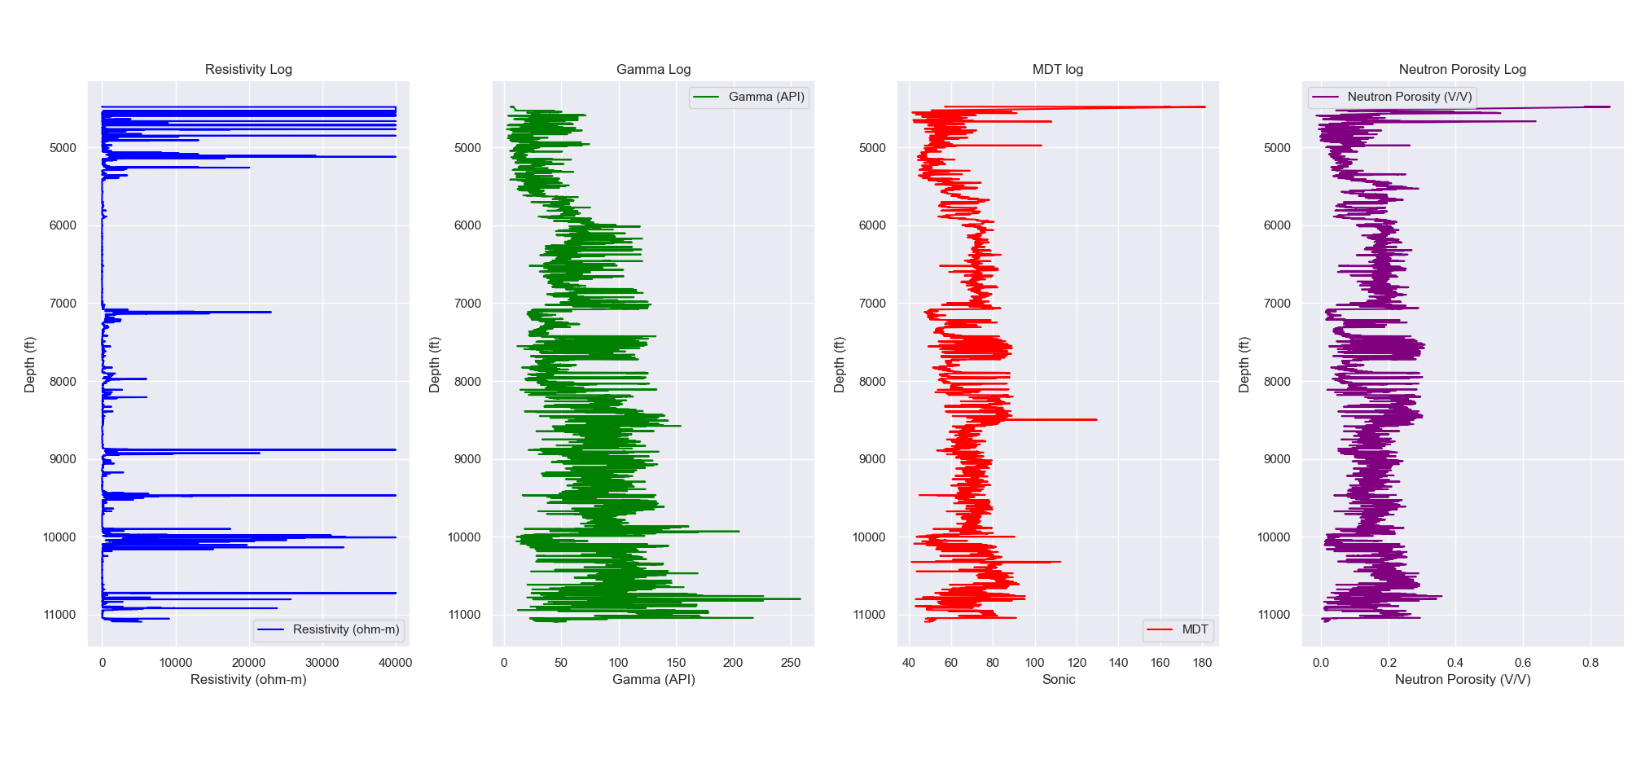 Resistivity Log
Gamma Log
MDT log
Neutron Porosity Log
Depth (ft)
5000
6000
7000
8000
9000
10000
11000
Resistivity (ohm-m)
0 10000 20000 30000 40000
Resistivity (ohm-m)
Depth (ft)
5000
6000
7000
8000
9000
10000
11000
Gamma (API)
0 50 100 150 200 250
Gamma (API)
Depth (ft)
5000
6000
7000
8000
9000
10000
11000
MDT
40 60 80 100 120 140 160 180
Sonic
Depth (ft)
5000
6000
7000
8000
9000
10000
11000
Neutron Porosity (V/V)
0.0 0.2 0.4 0.6 0.8
Neutron Porosity (V/V)